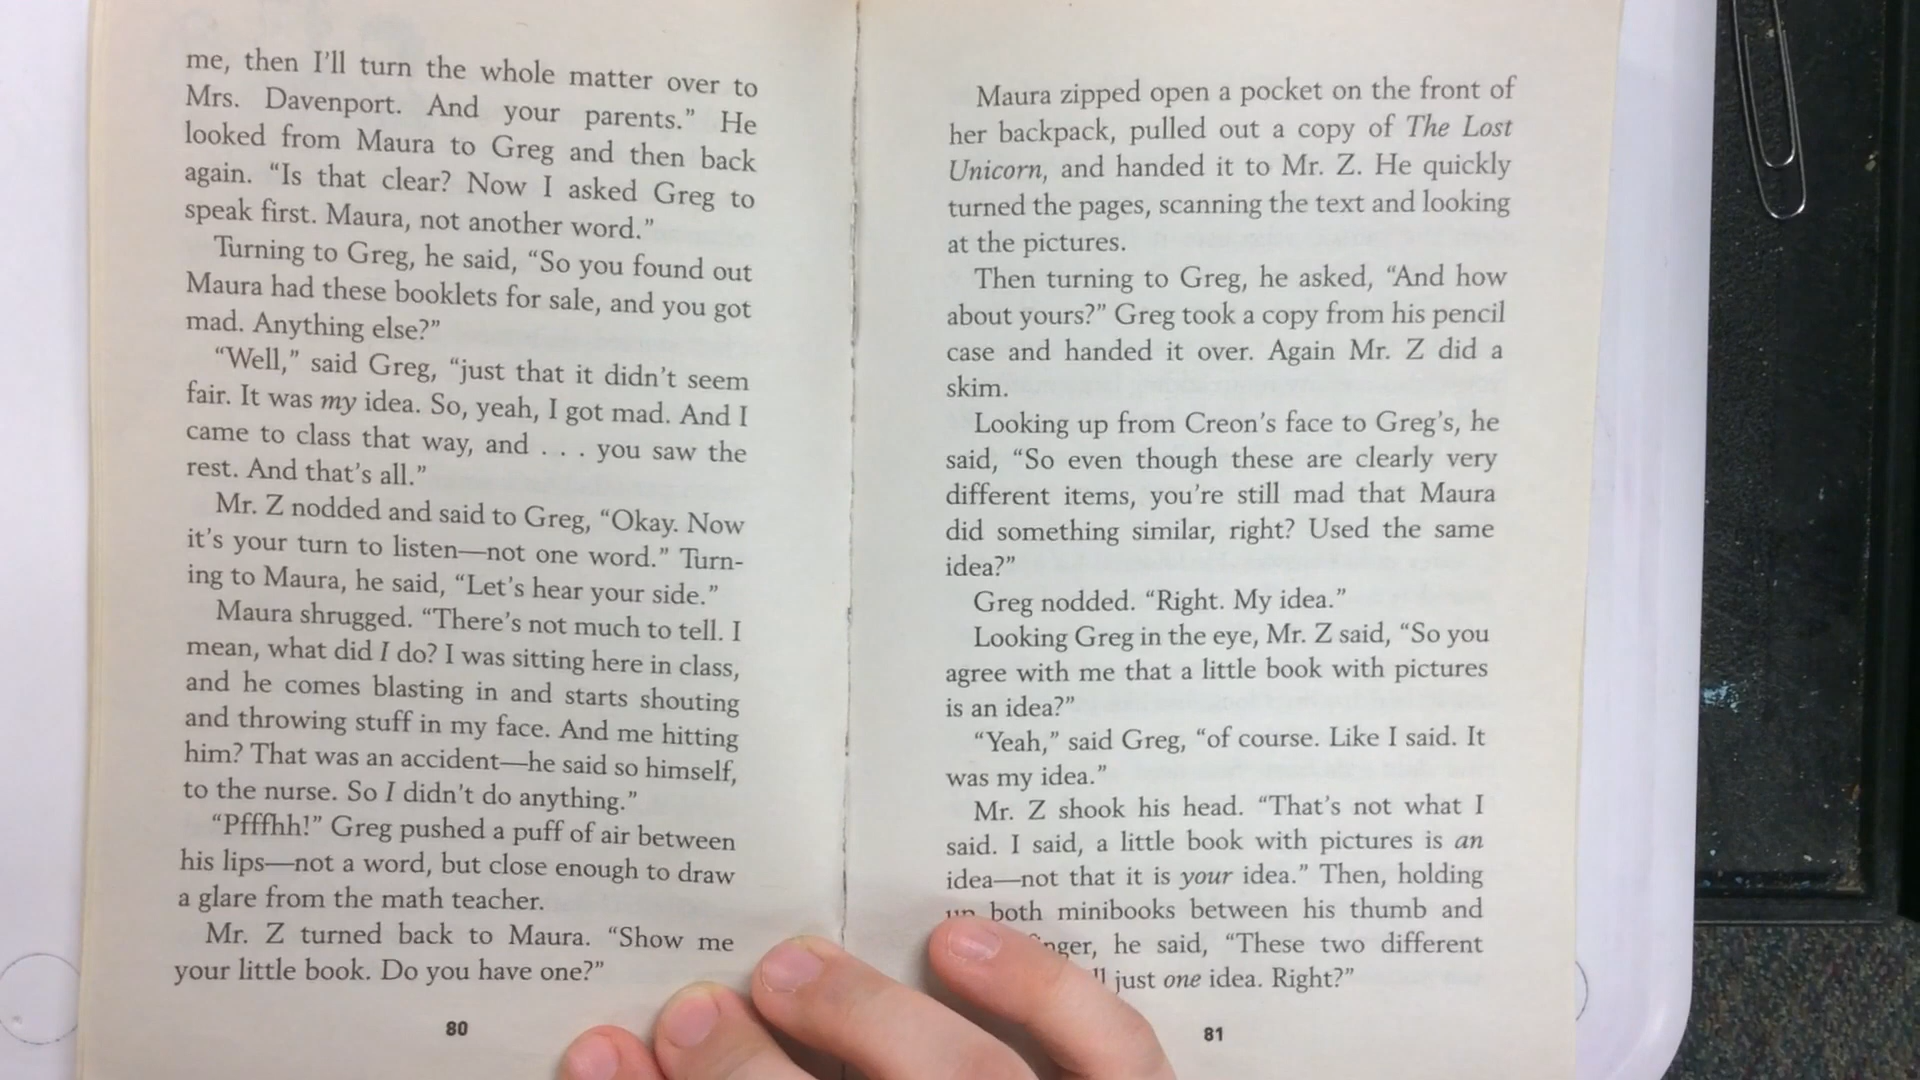 me, then I'll turn the whole matter over to
Mrs. Davenport. And your parents.” He
looked from Maura to Greg and then back
again. “Is that clear? Now I asked Greg to
speak first. Maura, not another word.”
Turning to Greg, he said, “So you found out
Maura had these booklets for sale, and you got
mad. Anything else?”
“Well,” said Greg, “just that it didn't seem
fair. It was my idea. So, yeah, I got mad. And I
came to class that way, and . . . you saw the
rest. And that's all.”
Mr. Z nodded and said to Greg, “Okay. Now
it's your turn to listen—not one word.” Turn-
ing to Maura, he said, “Let's hear your side.”
Maura shrugged. “There's not much to tell. I
mean, what did I do? I was sitting here in class,
and he comes blasting in and starts shouting
and throwing stuff in my face. And me hitting
him? That was an accident—he said so himself,
to the nurse. So I didn't do anything.”
“Pfffhh!” Greg pushed a puff of air between
his lips—not a word, but close enough to draw
a glare from the math teacher.
Mr. Z turned back to Maura. “Show me
your little book. Do you have one?”
80
Maura zipped open a pocket on the front of
her backpack, pulled out a copy of The Lost
Unicorn, and handed it to Mr. Z. He quickly
turned the pages, scanning the text and looking
at the pictures.
Then turning to Greg, he asked, “And how
about yours?” Greg took a copy from his pencil
case and handed it over. Again Mr. Z did a
skim.
Looking up from Creon's face to Greg's, he
said, “So even though these are clearly very
different items, you're still mad that Maura
did something similar, right? Used the same
idea?”
Greg nodded. “Right. My idea.”
Looking Greg in the eye, Mr. Z said, “So you
agree with me that a little book with pictures
is an idea?”
“Yeah,” said Greg, “of course. Like I said. It
was my idea.”
Mr. Z shook his head. “That's not what I
said. I said, a little book with pictures is an
idea—not that it is your idea.” Then, holding
up both minibooks between his thumb and
he said, “These two different
just one idea. Right?”
81